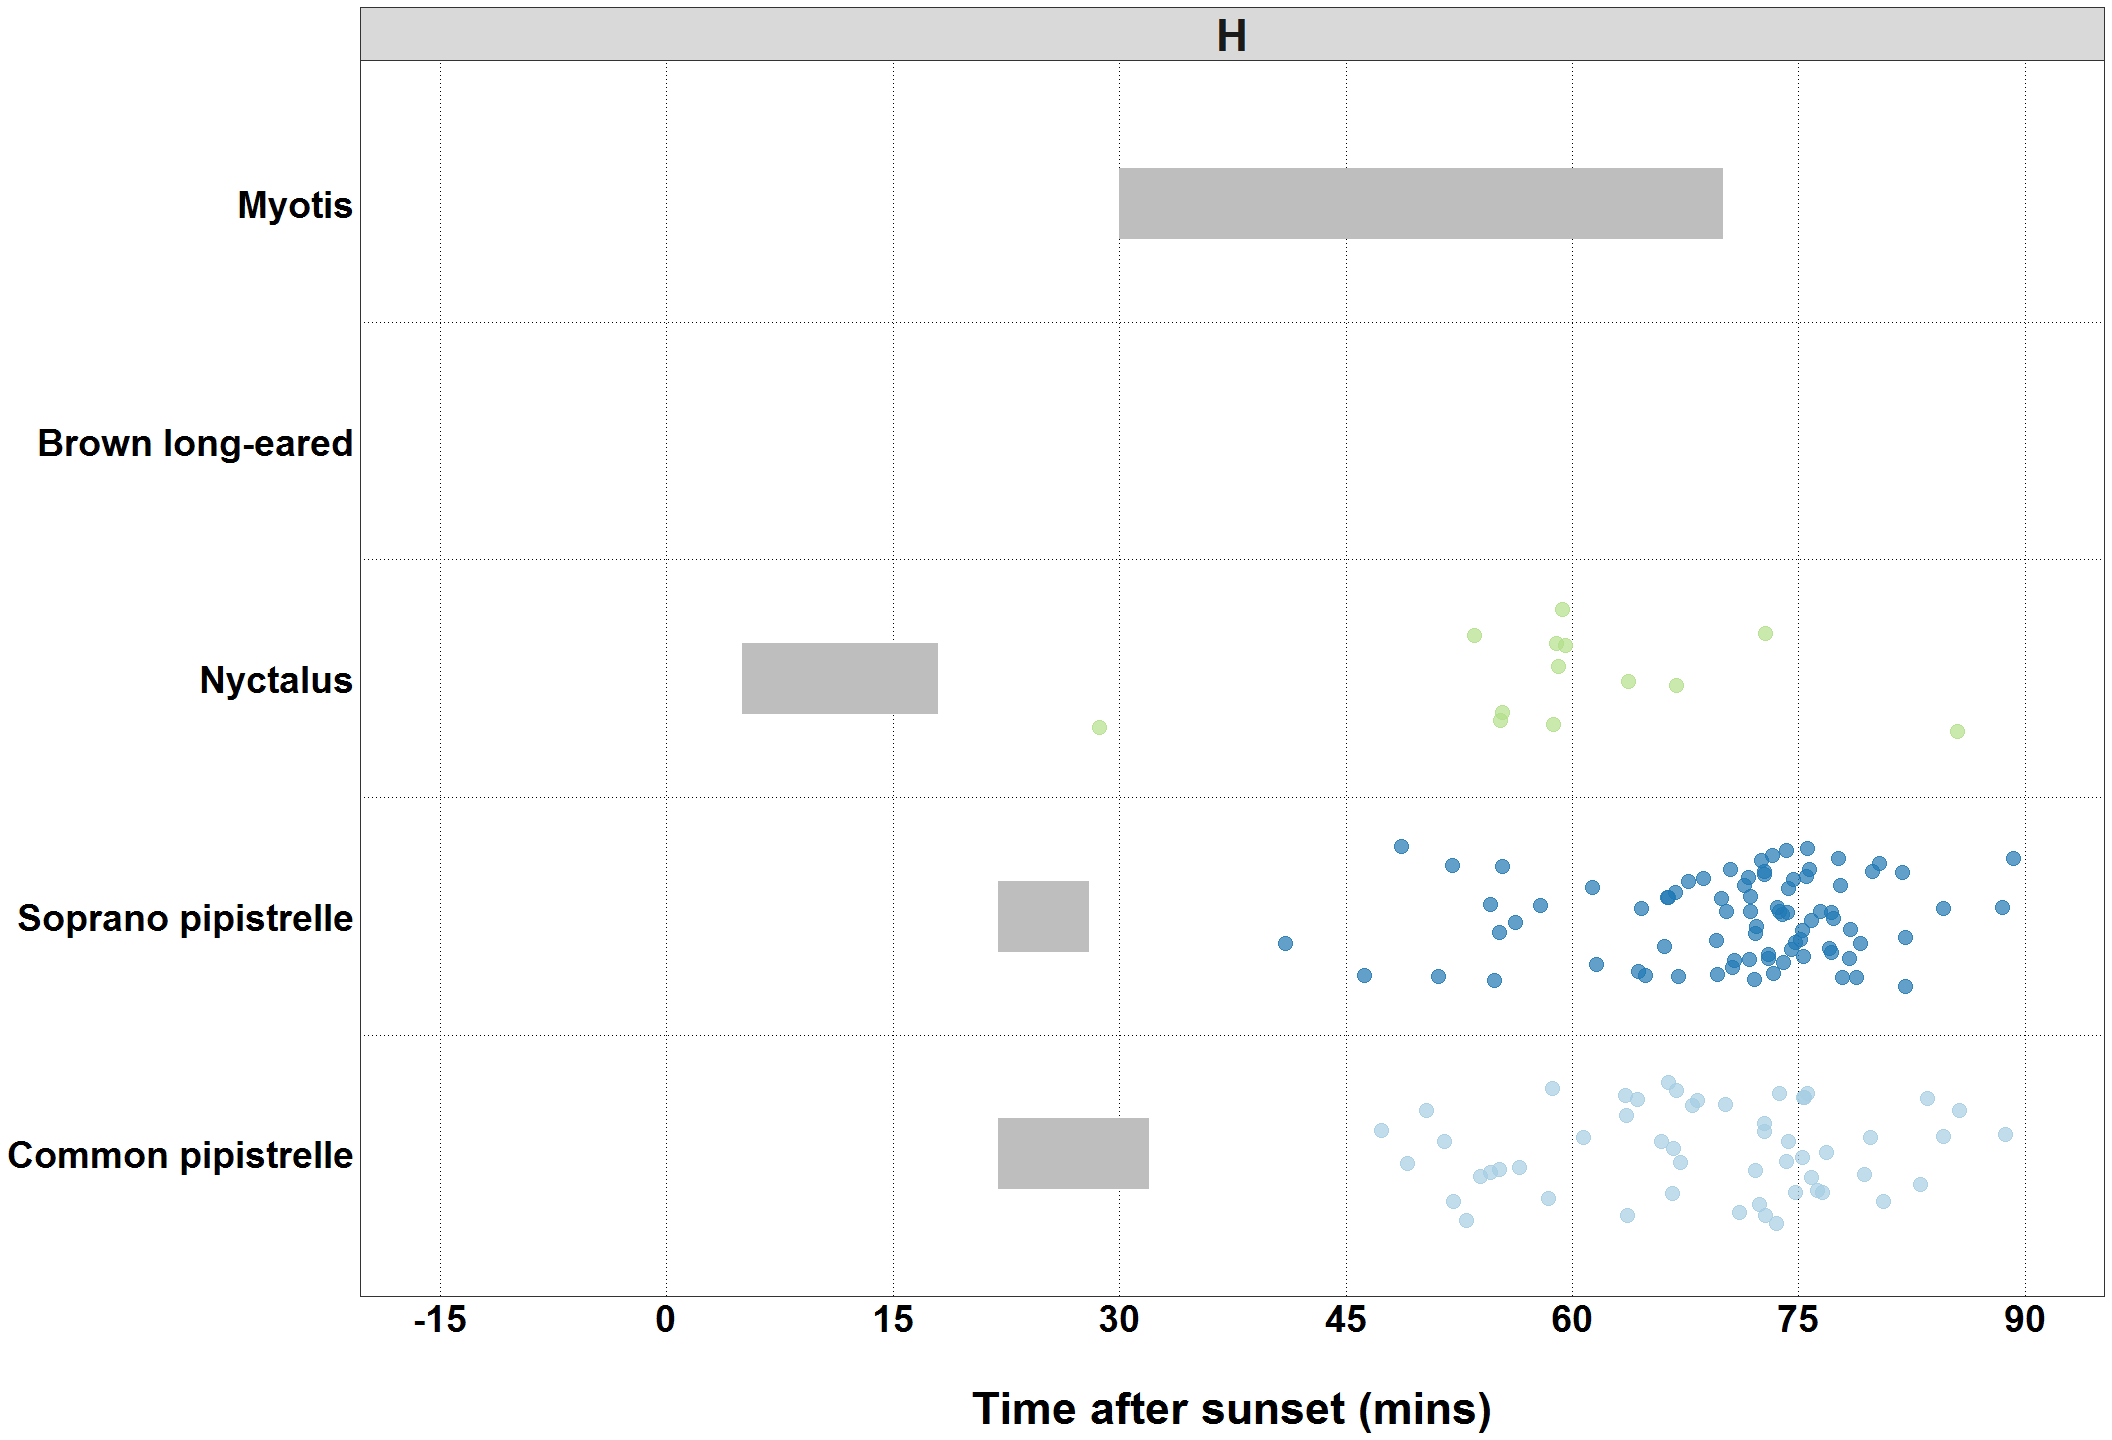 H
Myotis
Brown long-eared
Nyctalus
Soprano pipistrelle
Common pipistrelle
-15 0 15 30 45 60 75 90
Time after sunset (mins)